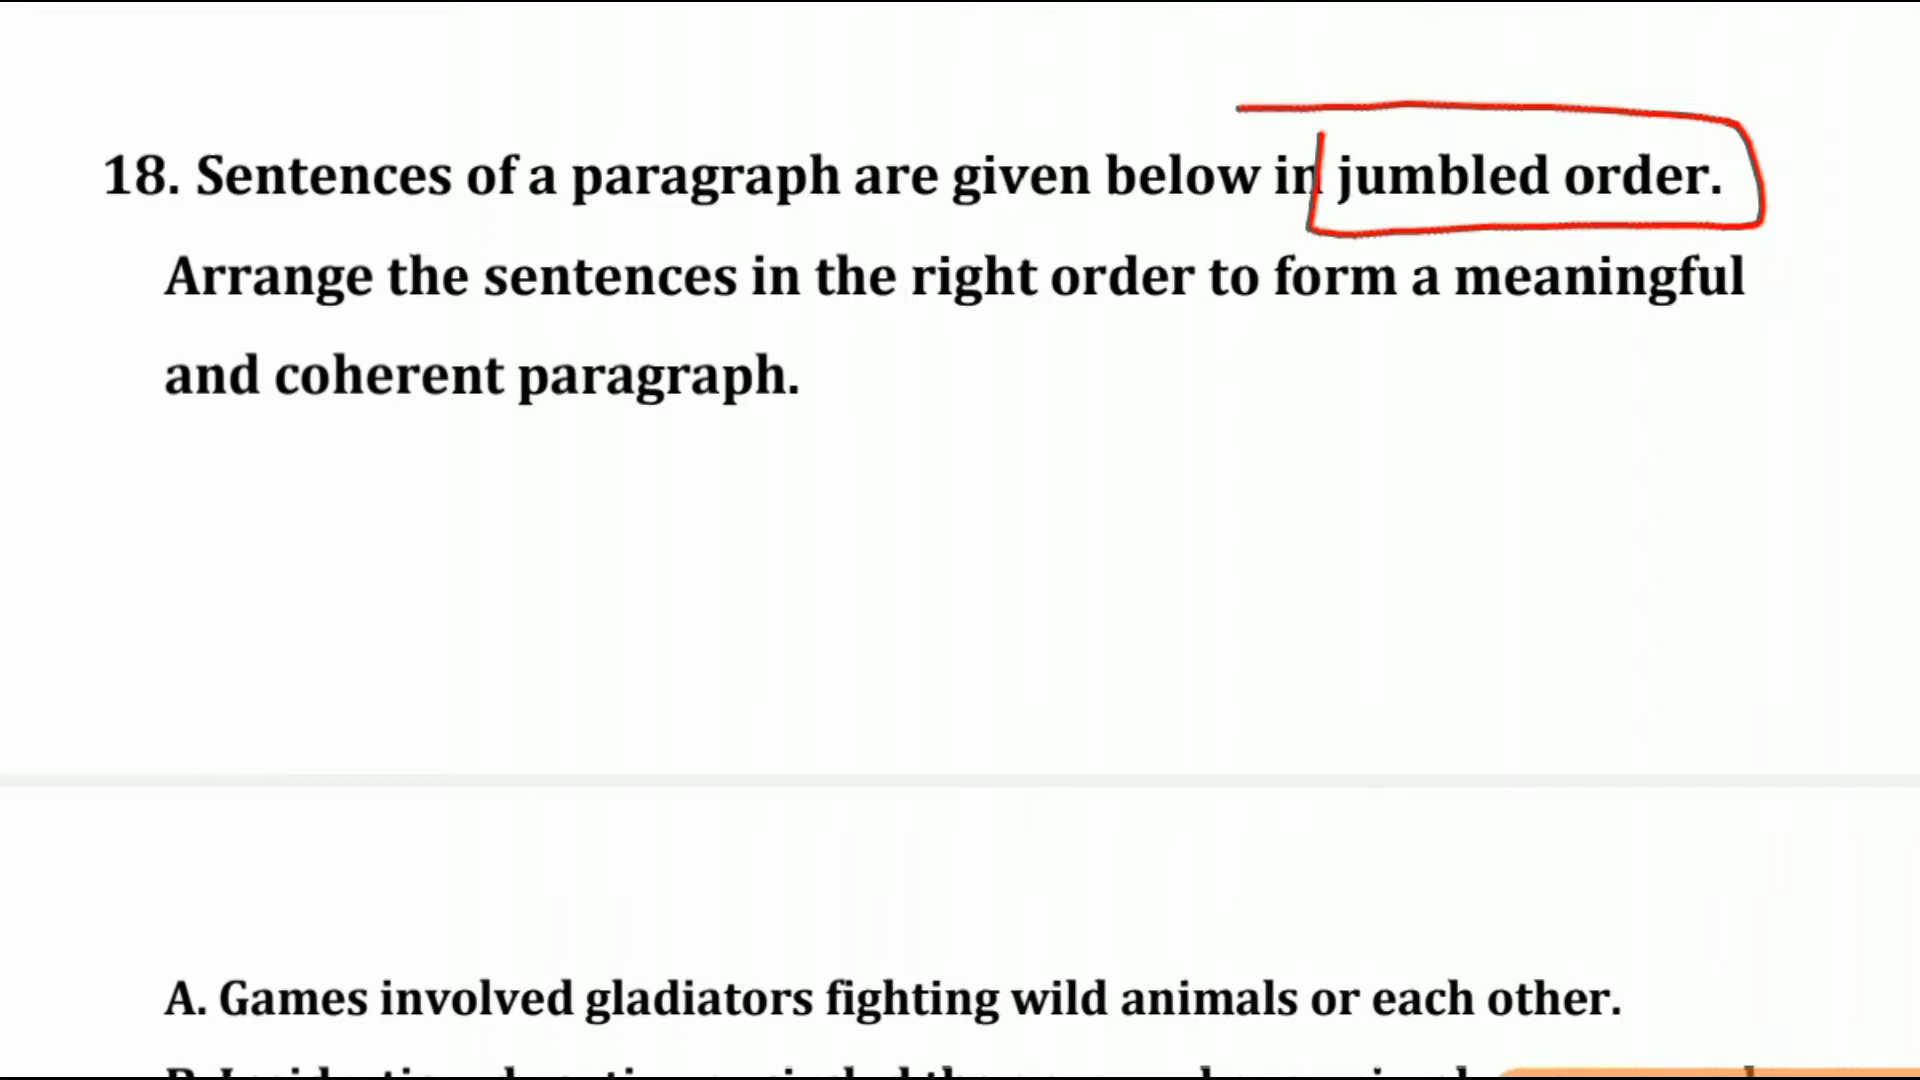 18. Sentences of a paragraph are given below in jumbled order.
Arrange the sentences in the right order to form a meaningful
and coherent paragraph.
A. Games involved gladiators fighting wild animals or each other.